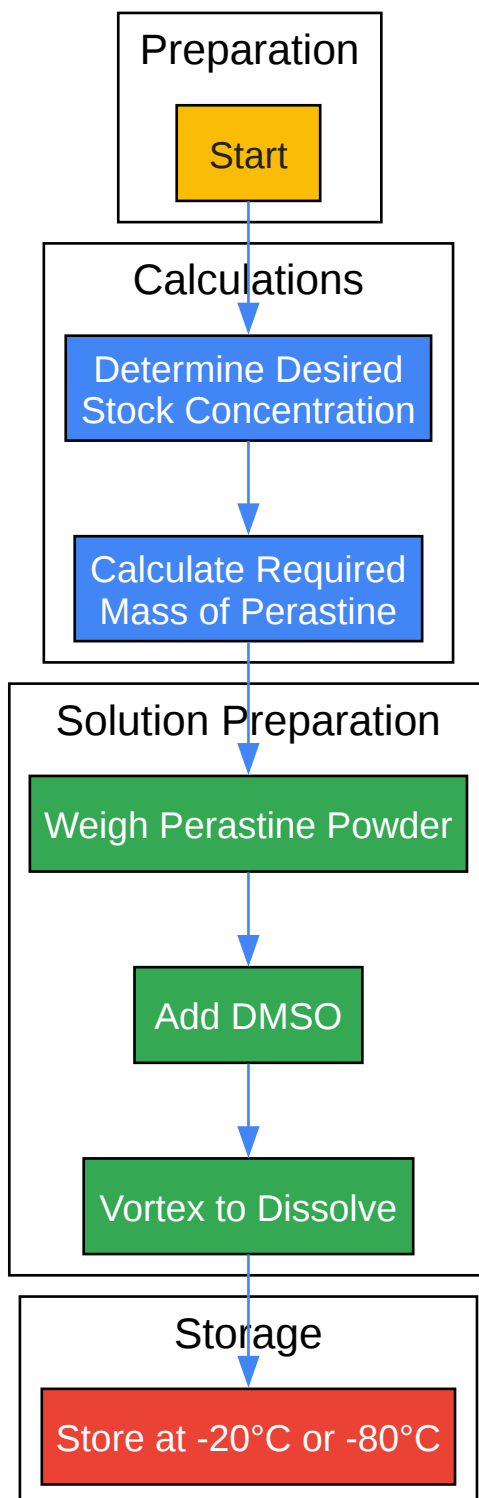 Preparation
Start
Calculations
Determine Desired
Stock Concentration
Calculate Required
Mass of Perastine
Solution Preparation
Weigh Perastine Powder
Add DMSO
Vortex to Dissolve
Storage
Store at -20°C or -80°C